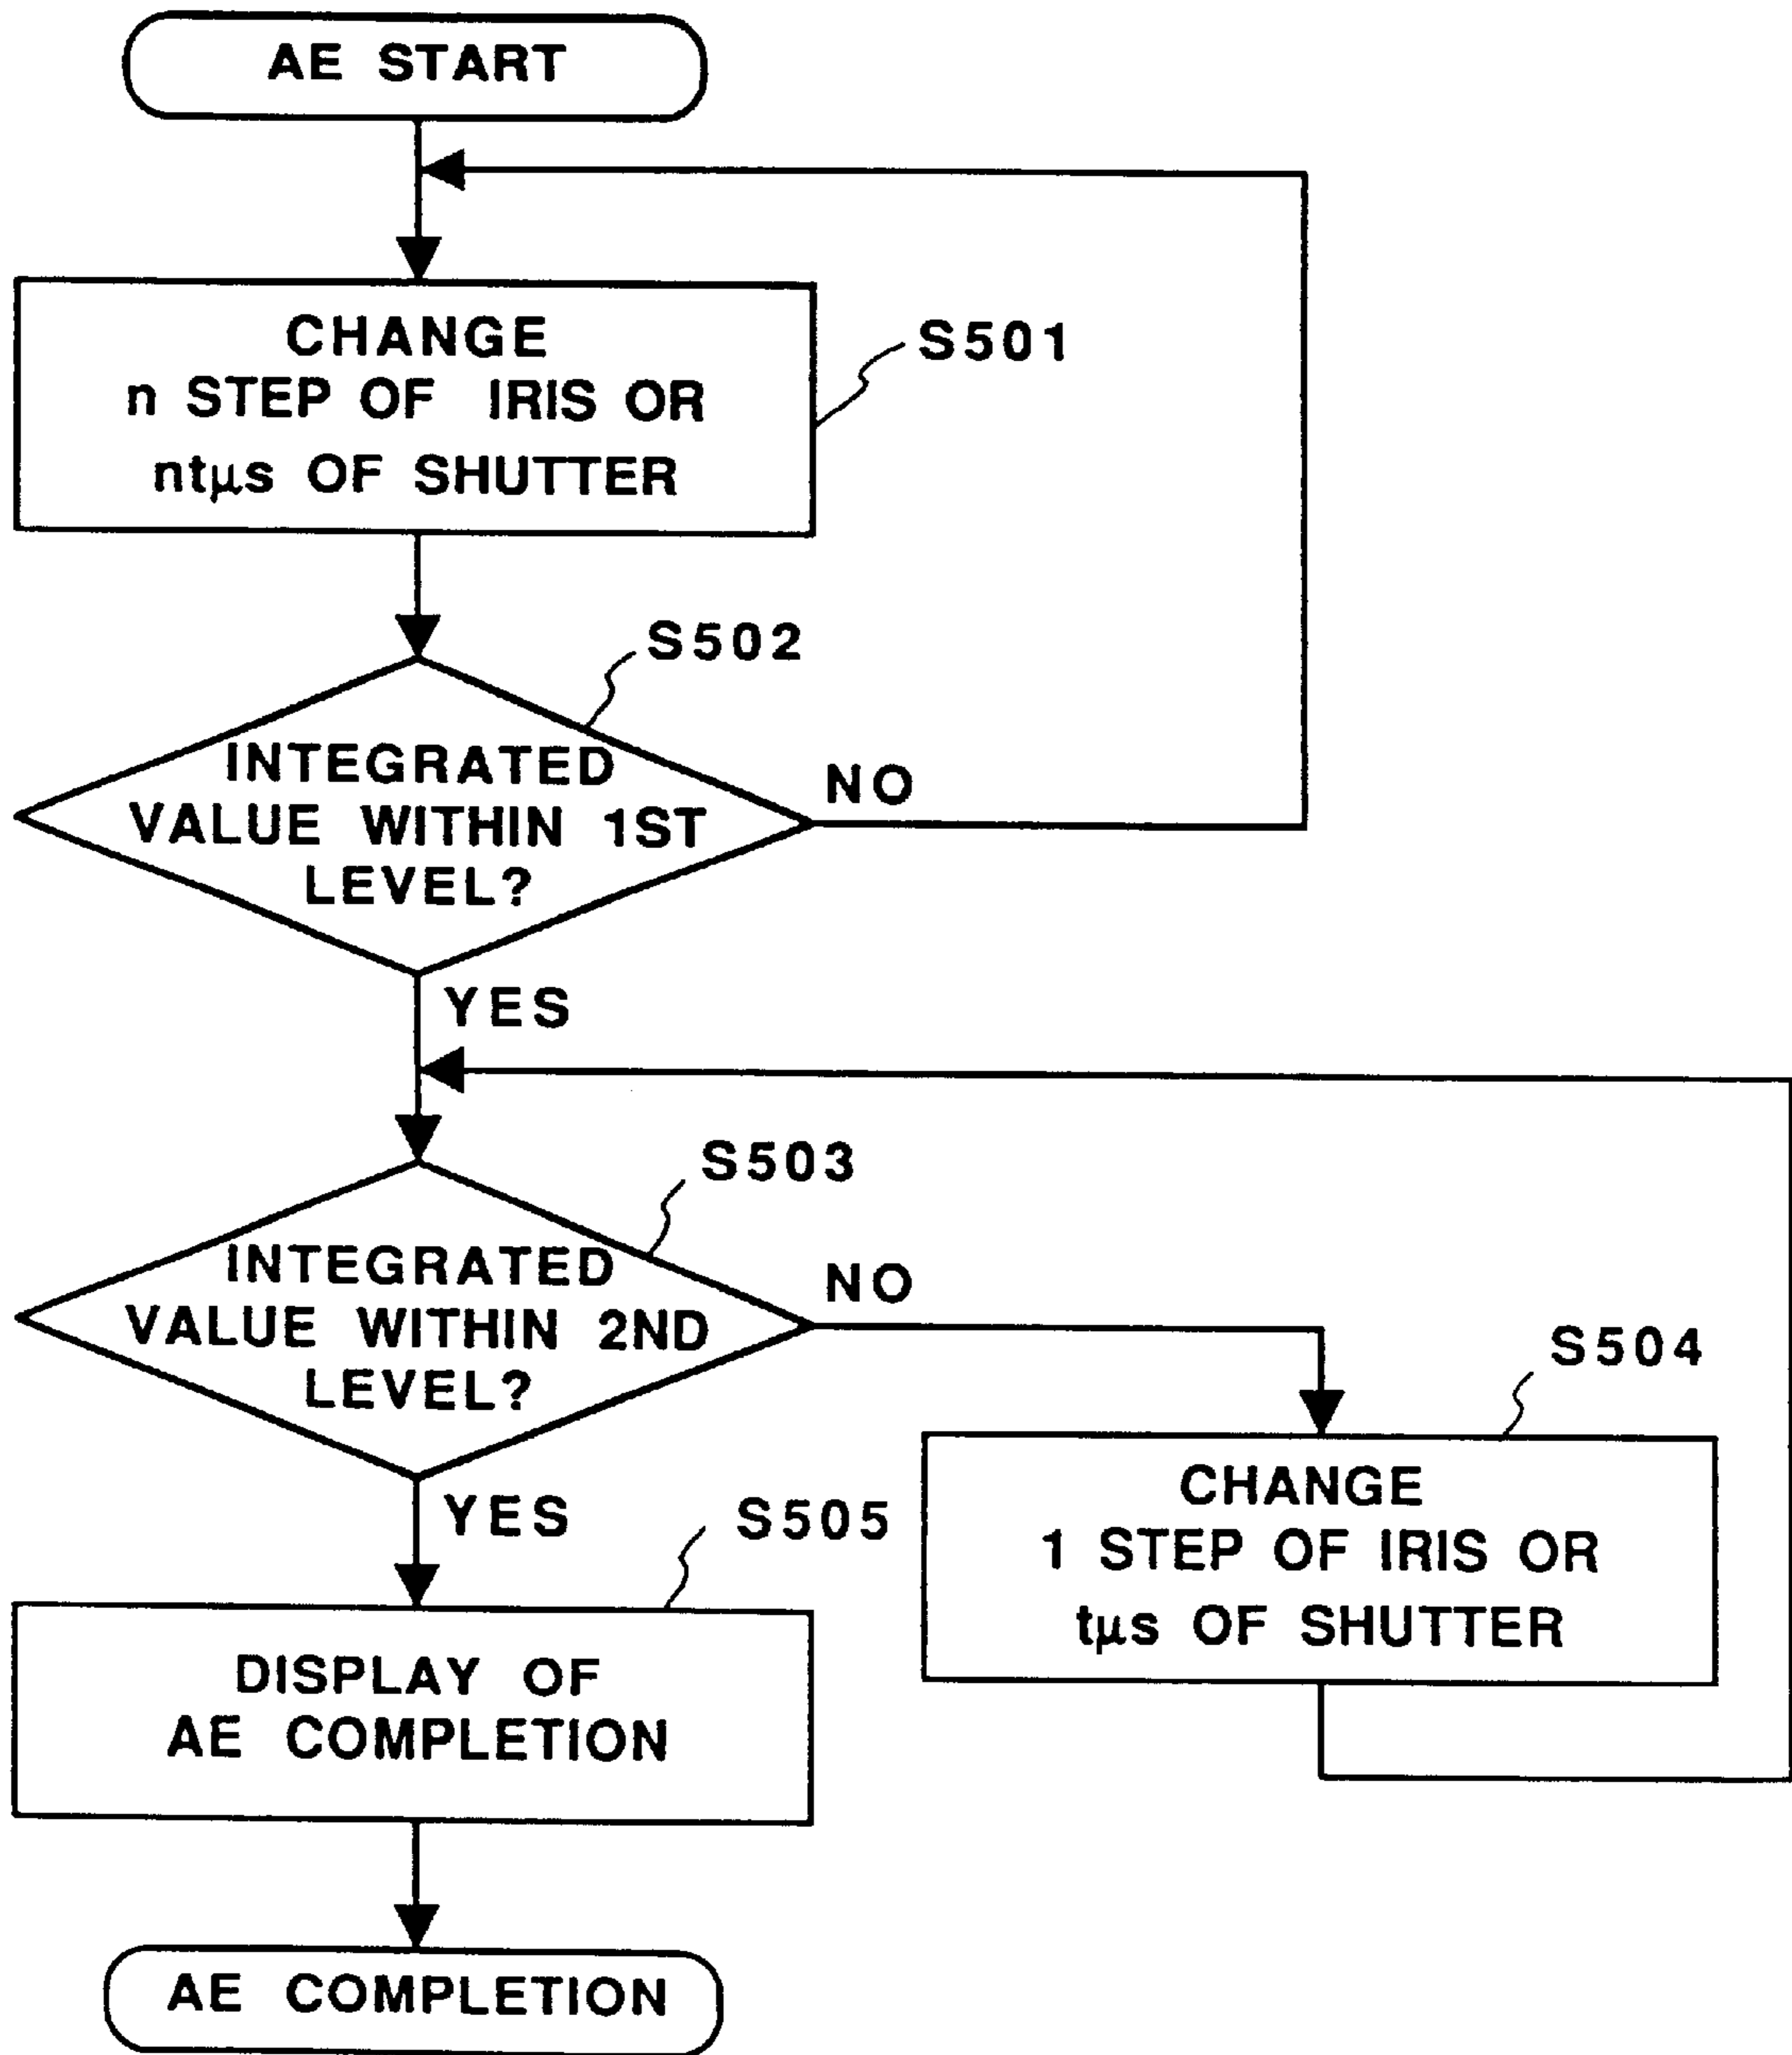 AE START
CHANGE
n STEP OF IRIS OR
ntμs OF SHUTTER
S501
S502
INTEGRATED
VALUE WITHIN 1ST
LEVEL?
NO
YES
S503
INTEGRATED
VALUE WITHIN 2ND
LEVEL?
NO
S504
CHANGE
1 STEP OF IRIS OR
tμs OF SHUTTER
YES
S505
DISPLAY OF
AE COMPLETION
AE COMPLETION